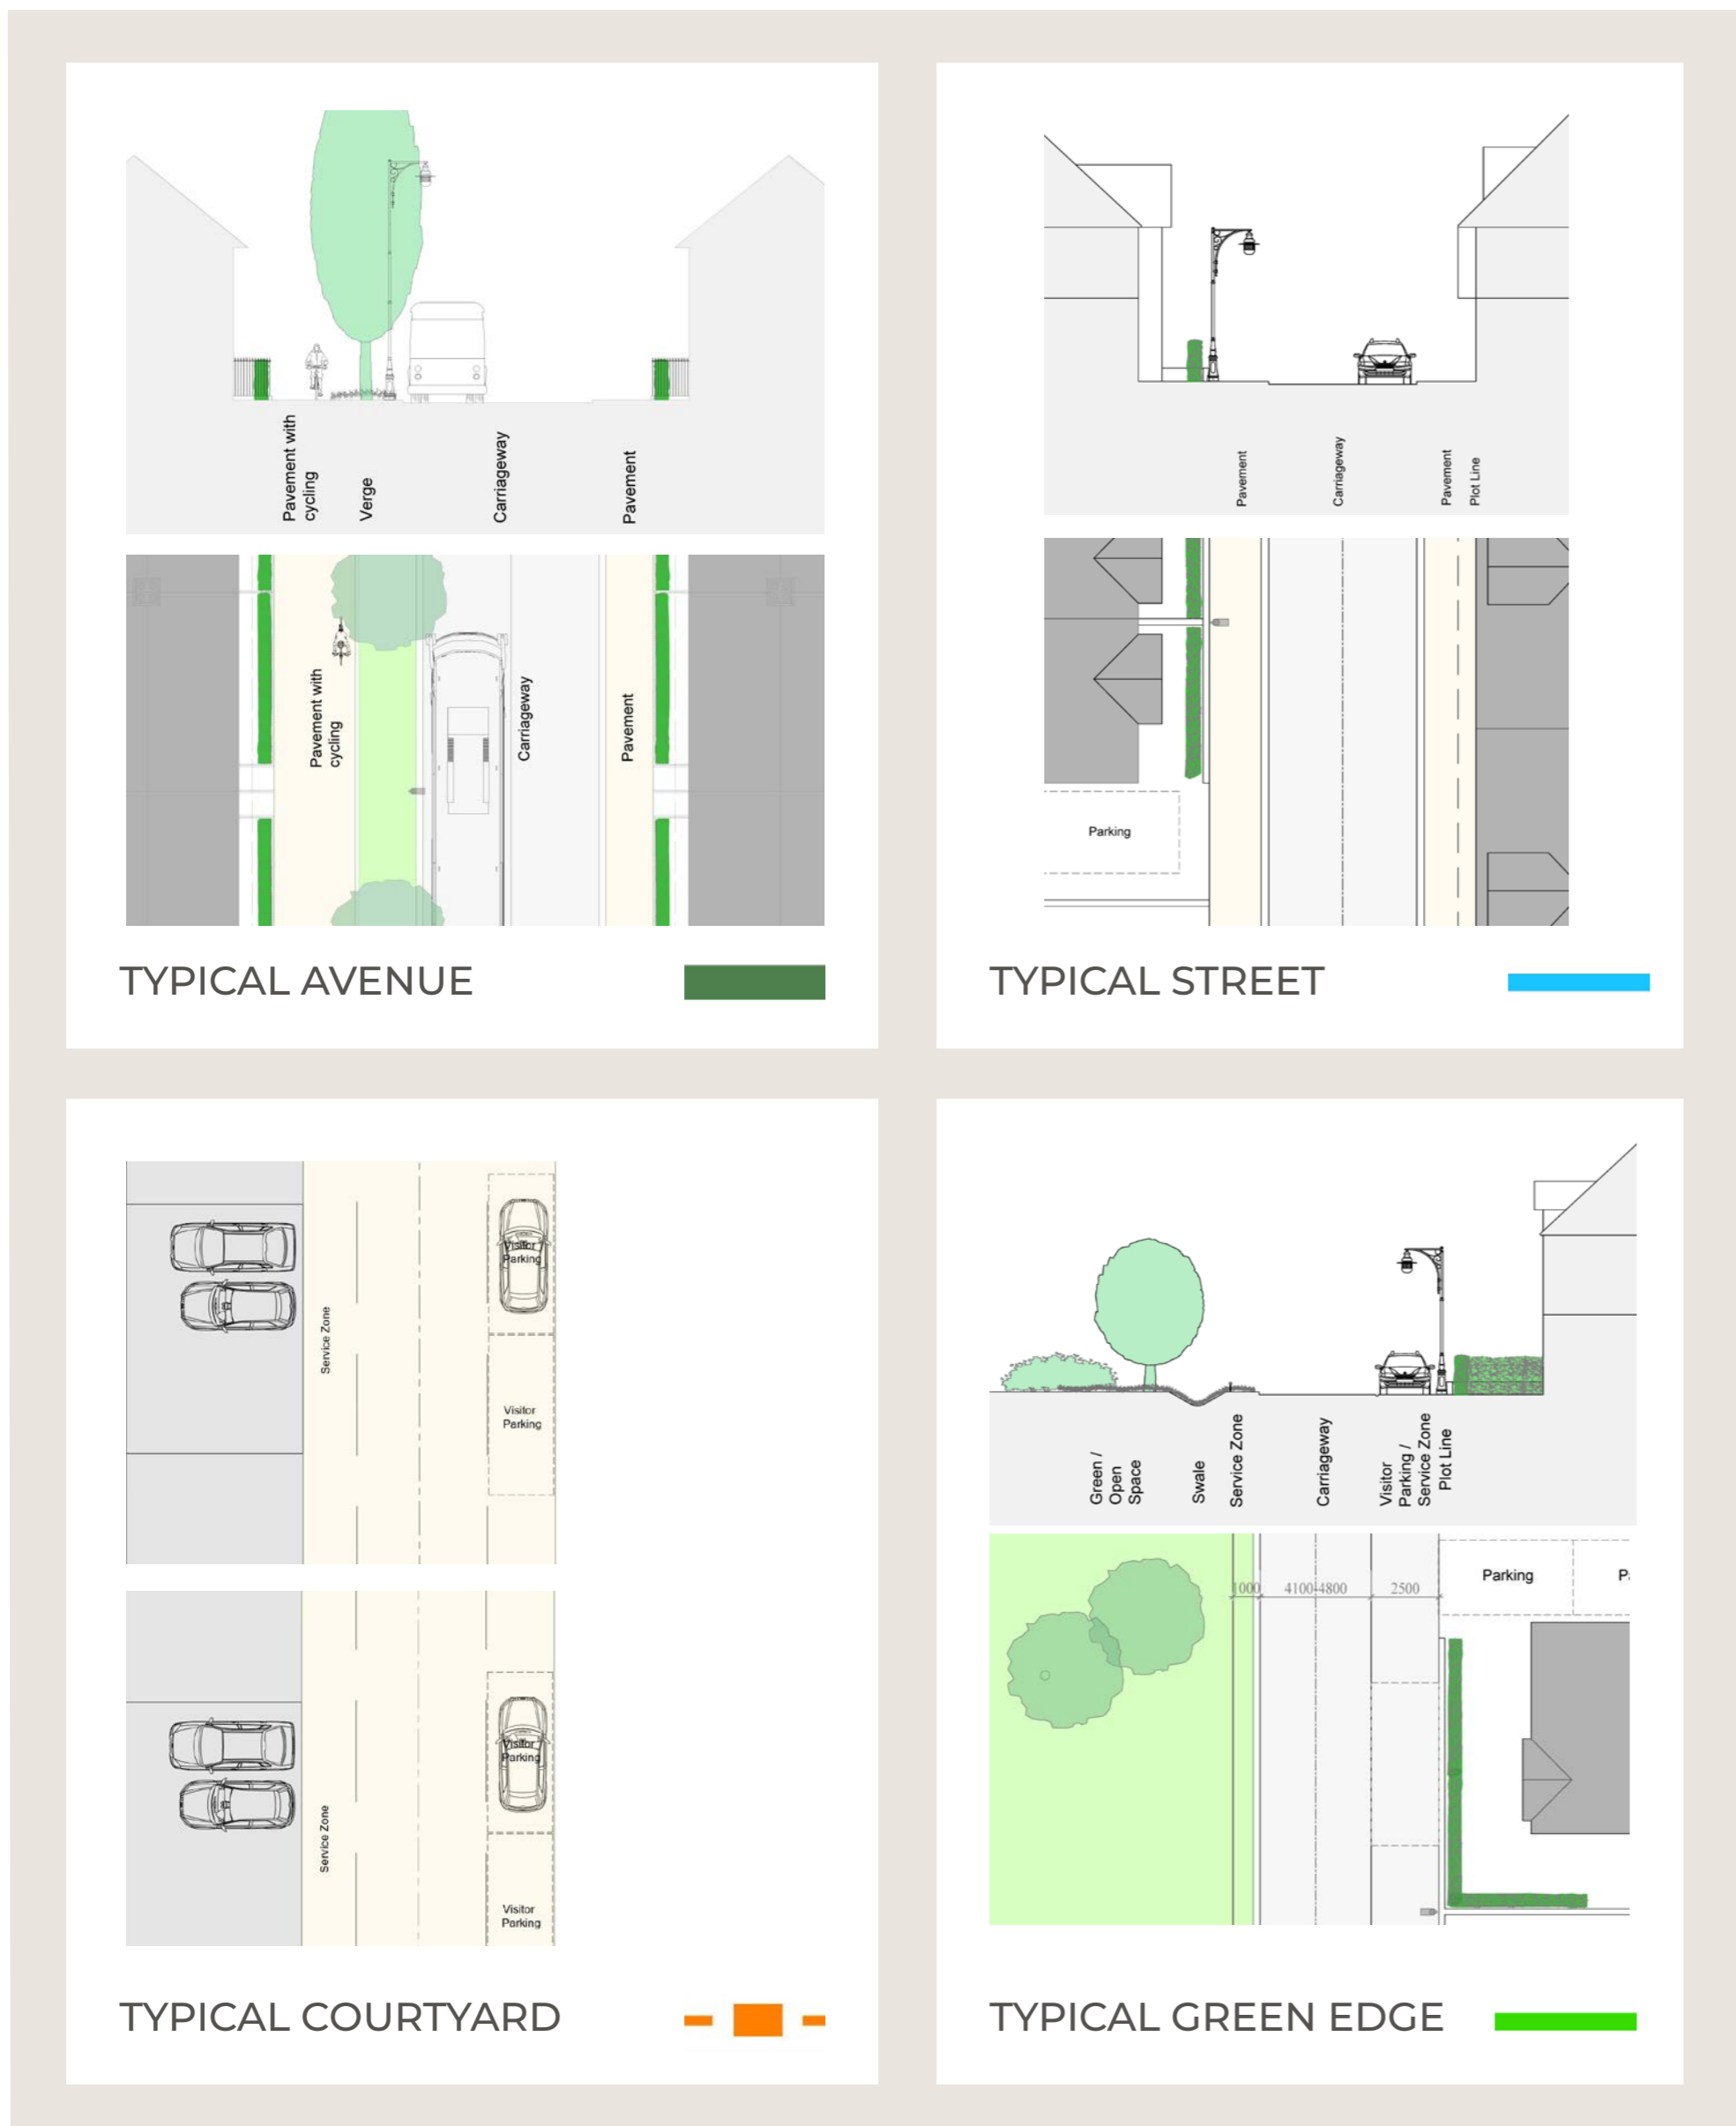 Pavement with
cycling
Verge
Carriageway
Pavement
Pavement with
cycling
Carriageway
Pavement
TYPICAL AVENUE
Pavement
Carriageway
Pavement
Plot Line
Parking
TYPICAL STREET
Service Zone
Visitor
Parking
Visitor
Parking
Service Zone
Visitor
Parking
Visitor
Parking
TYPICAL COURTYARD
Green /
Open
Space
Swale
Service Zone
Carriageway
Visitor
Parking /
Service Zone
Plot Line
1000
4100-4800
2500
Parking
TYPICAL GREEN EDGE